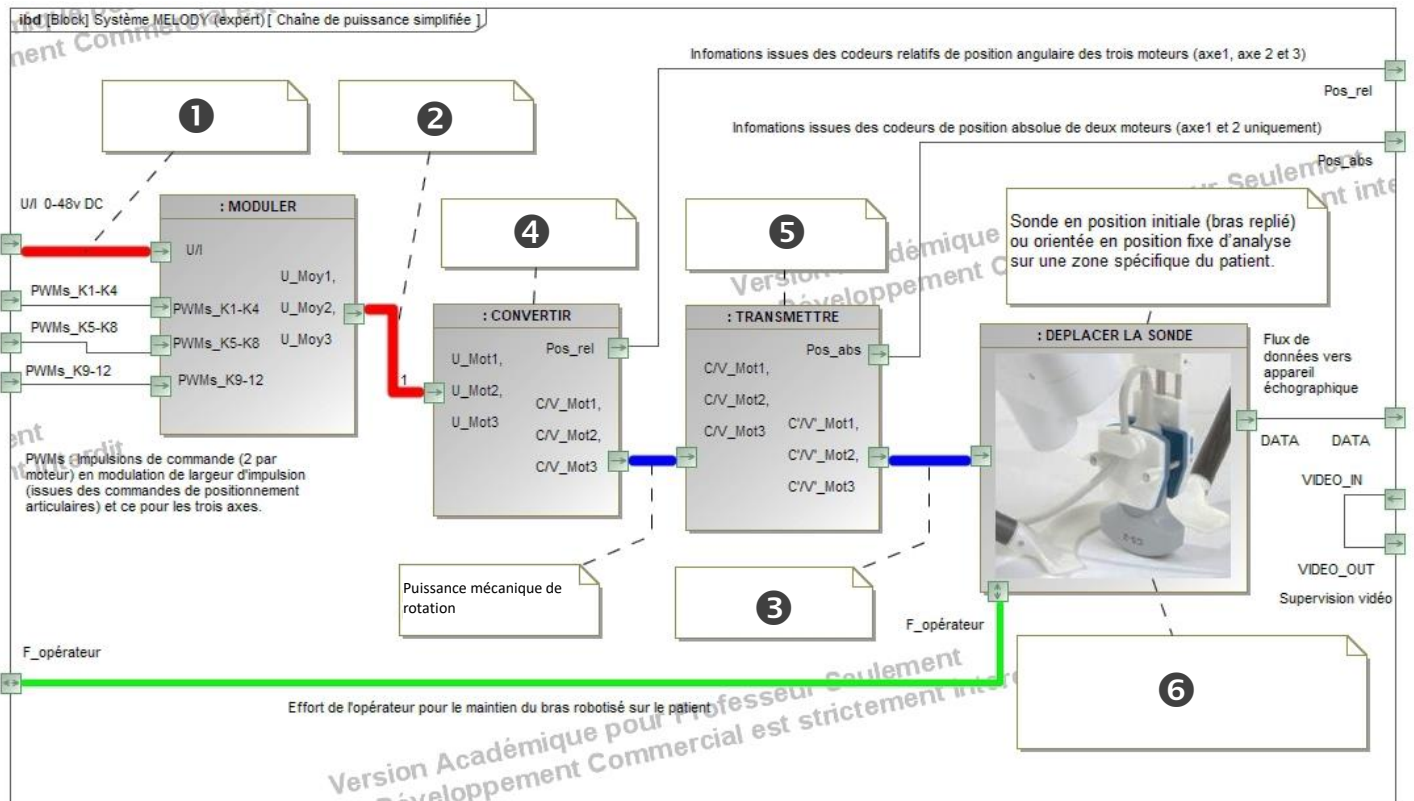 ibd [Block] Système MELODY (expert) [ Chaîne de puissance simplifiée ]
Infomations issues des codeurs relatifs de position angulaire des trois moteurs (axe1, axe 2 et 3)
Pos_rel
❶
❷
Infomations issues des codeurs de position absolue de deux moteurs (axe1 et 2 uniquement)
Pos_abs
U/I 0-48v DC
: MODULER
U/I
U_Moy1,
PWMs_K1-K4
PWMs_K1-K4
U_Moy2,
PWMs_K5-K8
PWMs_K5-K8
U_Moy3
PWMs_K9-12
PWMs_K9-12
PWMs : Impulsions de commande (2 par
moteur) en modulation de largeur d'impulsion
(issues des commandes de positionnement
articulaires) et ce pour les trois axes.
1
❹
: CONVERTIR
U_Mot1,
Pos_rel
U_Mot2,
C/V_Mot1,
U_Mot3
C/V_Mot2,
C/V_Mot3
❺
: TRANSMETTRE
Pos_abs
C/V_Mot1,
C/V_Mot2,
C/V_Mot3
C'/V'_Mot1,
C'/V'_Mot2,
C'/V'_Mot3
Sonde en position initiale (bras replié)
ou orientée en position fixe d'analyse
sur une zone spécifique du patient.
: DEPLACER LA SONDE
Flux de
données vers
appareil
échographique
DATA
DATA
VIDEO_IN
VIDEO_OUT
Supervision vidéo
C5-2
Puissance mécanique de
rotation
❸
F_opérateur
❻
F_opérateur
Effort de l'opérateur pour le maintien du bras robotisé sur le patient
Version Académique pour Professeur Seulement
Développement Commercial est strictement